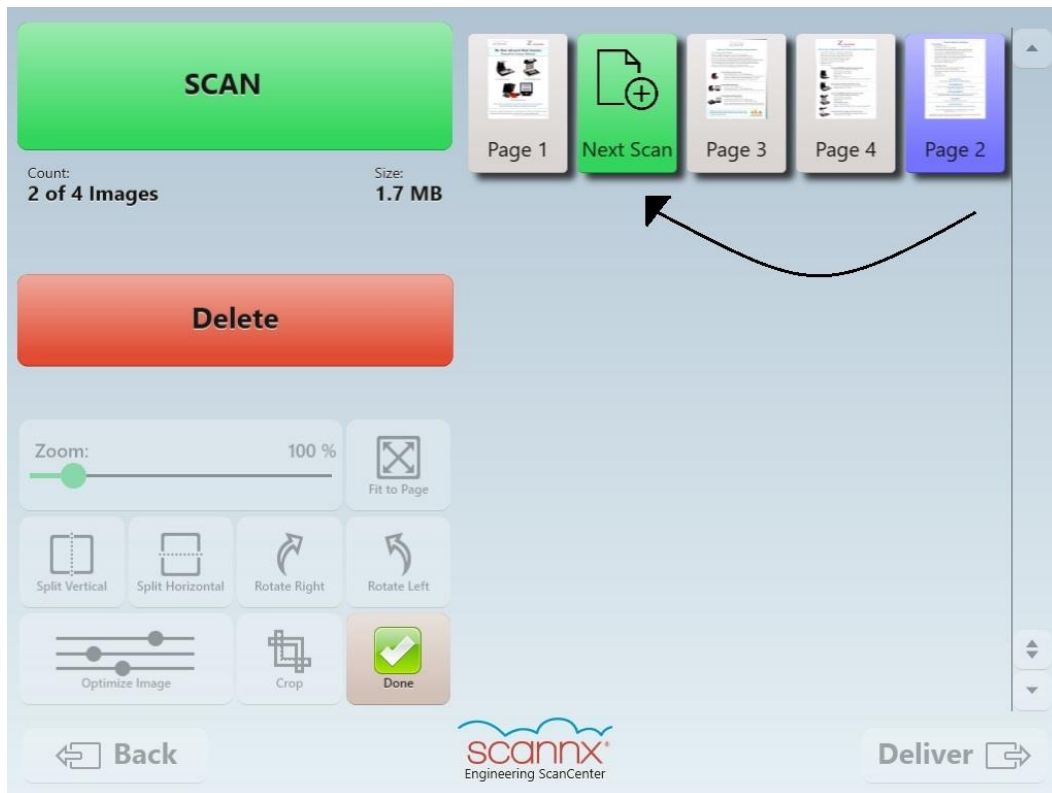 SCAN
Count:
2 of 4 Images
Size:
1.7 MB
Delete
Zoom:
100 %
Fit to Page
Split Vertical
Split Horizontal
Rotate Right
Rotate Left
Optimize Image
Crop
Done
Page 1
Next Scan
Page 3
Page 4
Page 2
Back
scannx®
Engineering ScanCenter
Deliver